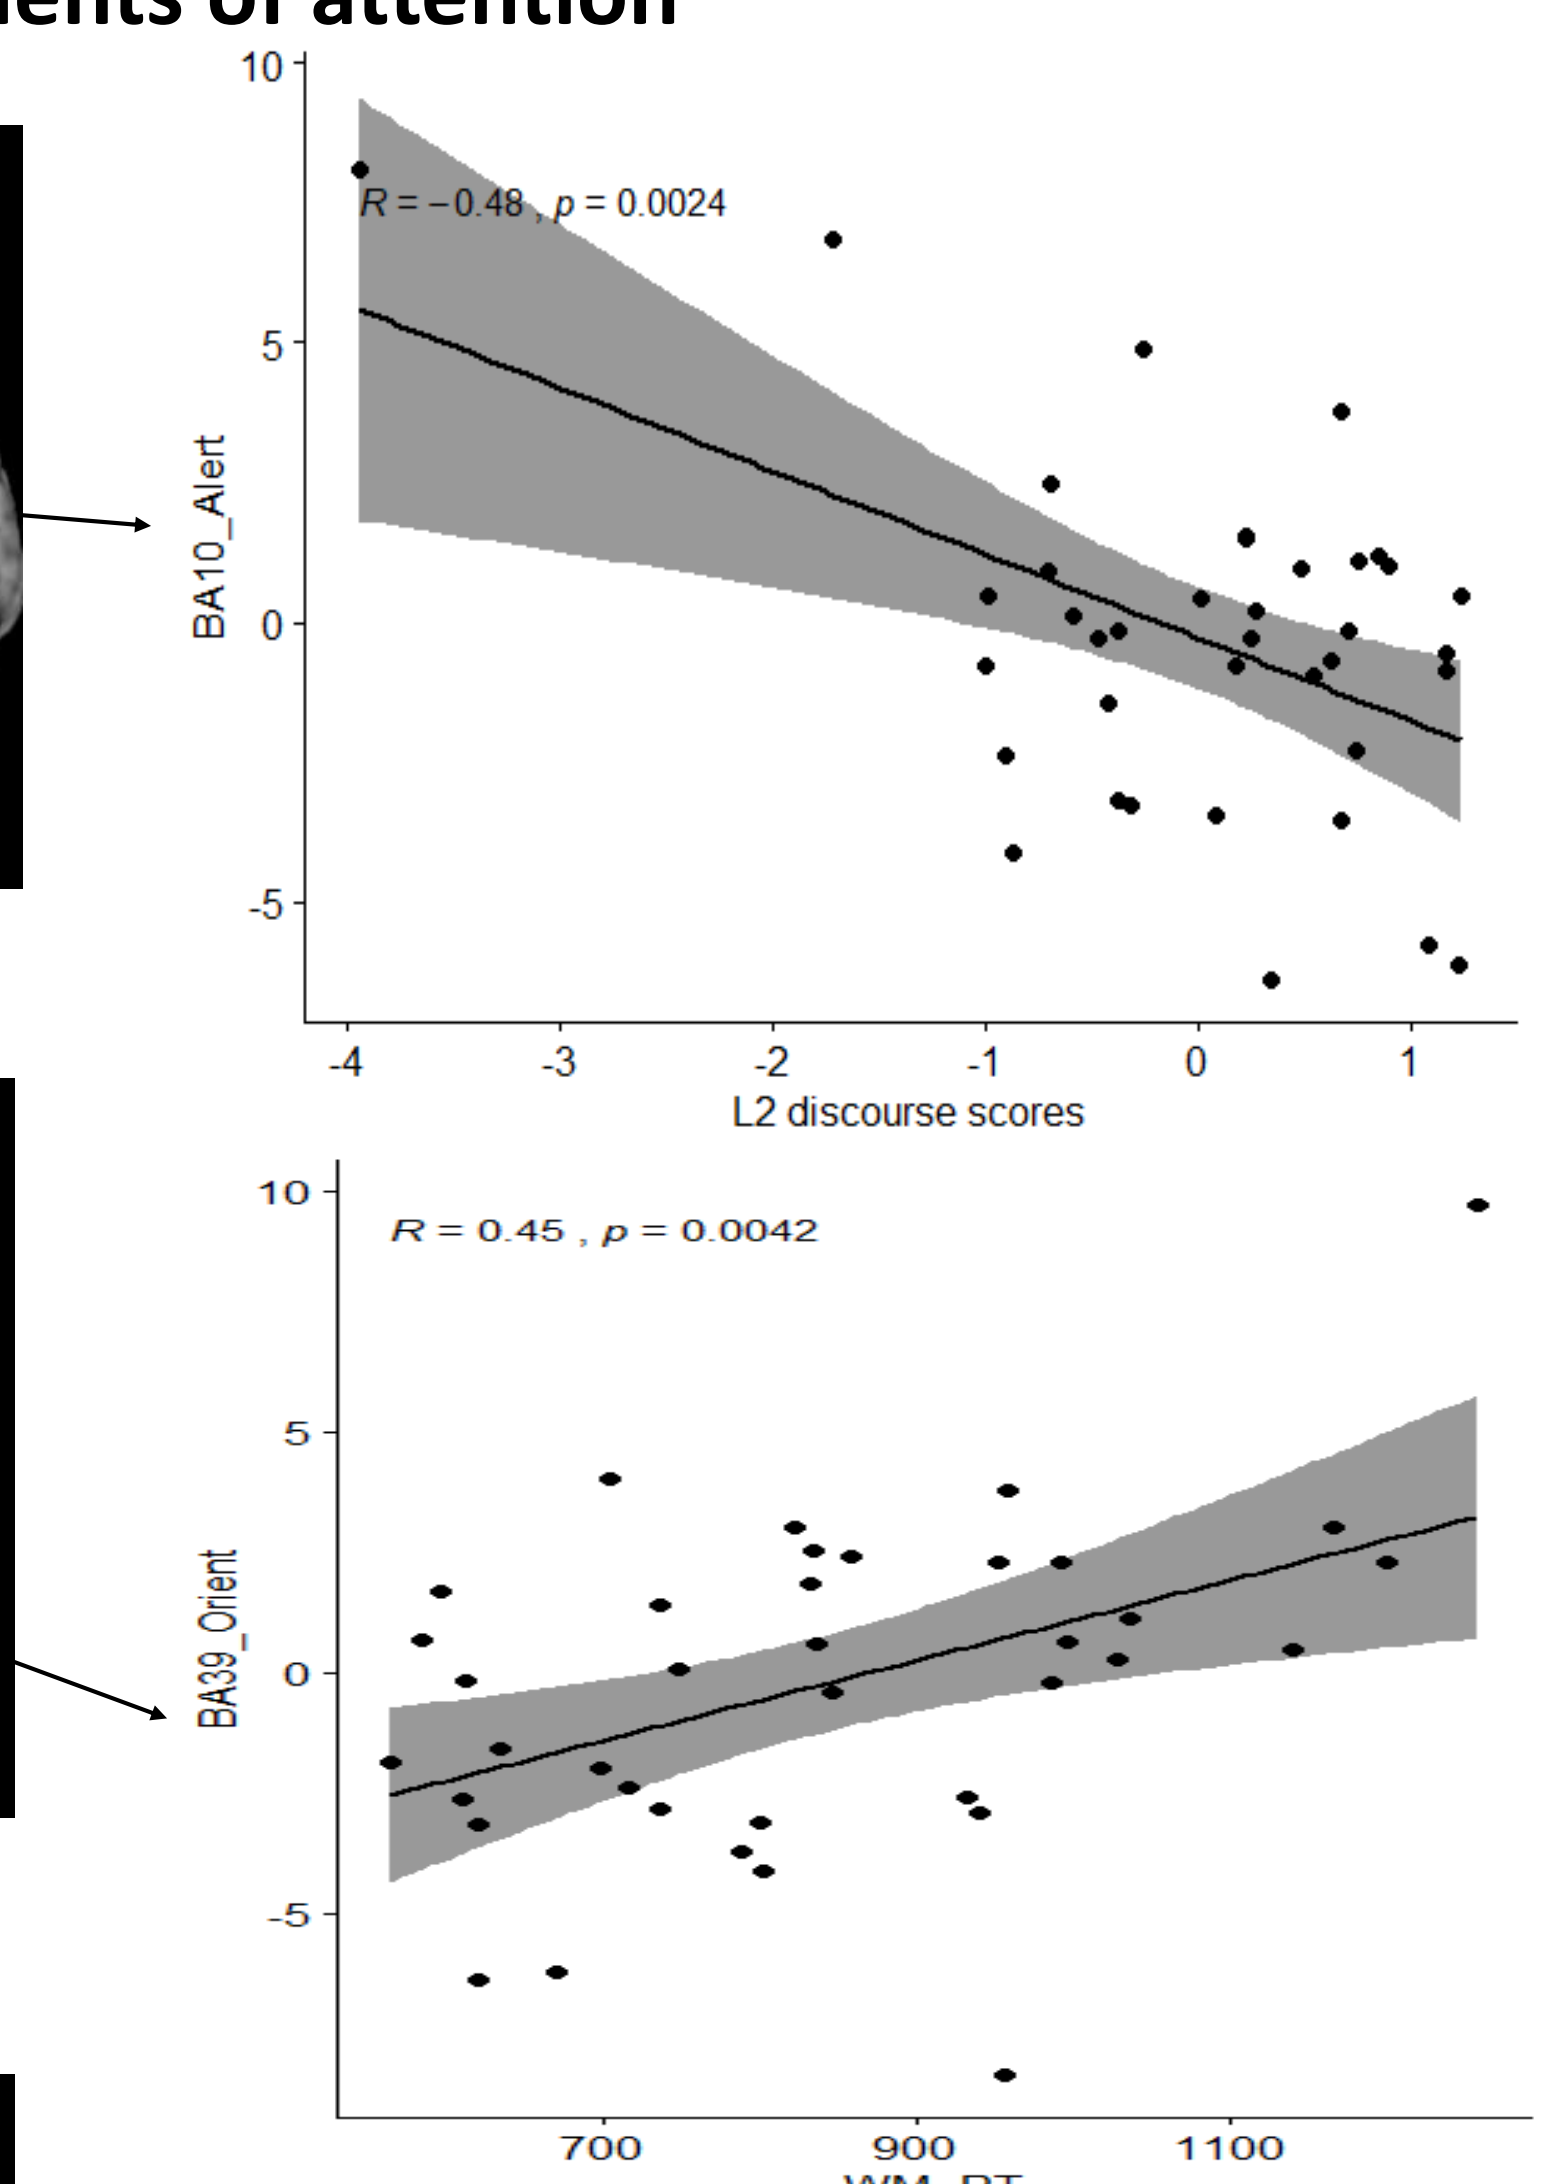 of attention
10
R = −0.48 , p = 0.0024
5
BA10_Alert
0
-5
-4 -3 -2 -1 0 1
L2 discourse scores
10
R = 0.45 , p = 0.0042
5
BA39_Orient
0
-5
700 900 1100
WM_RT